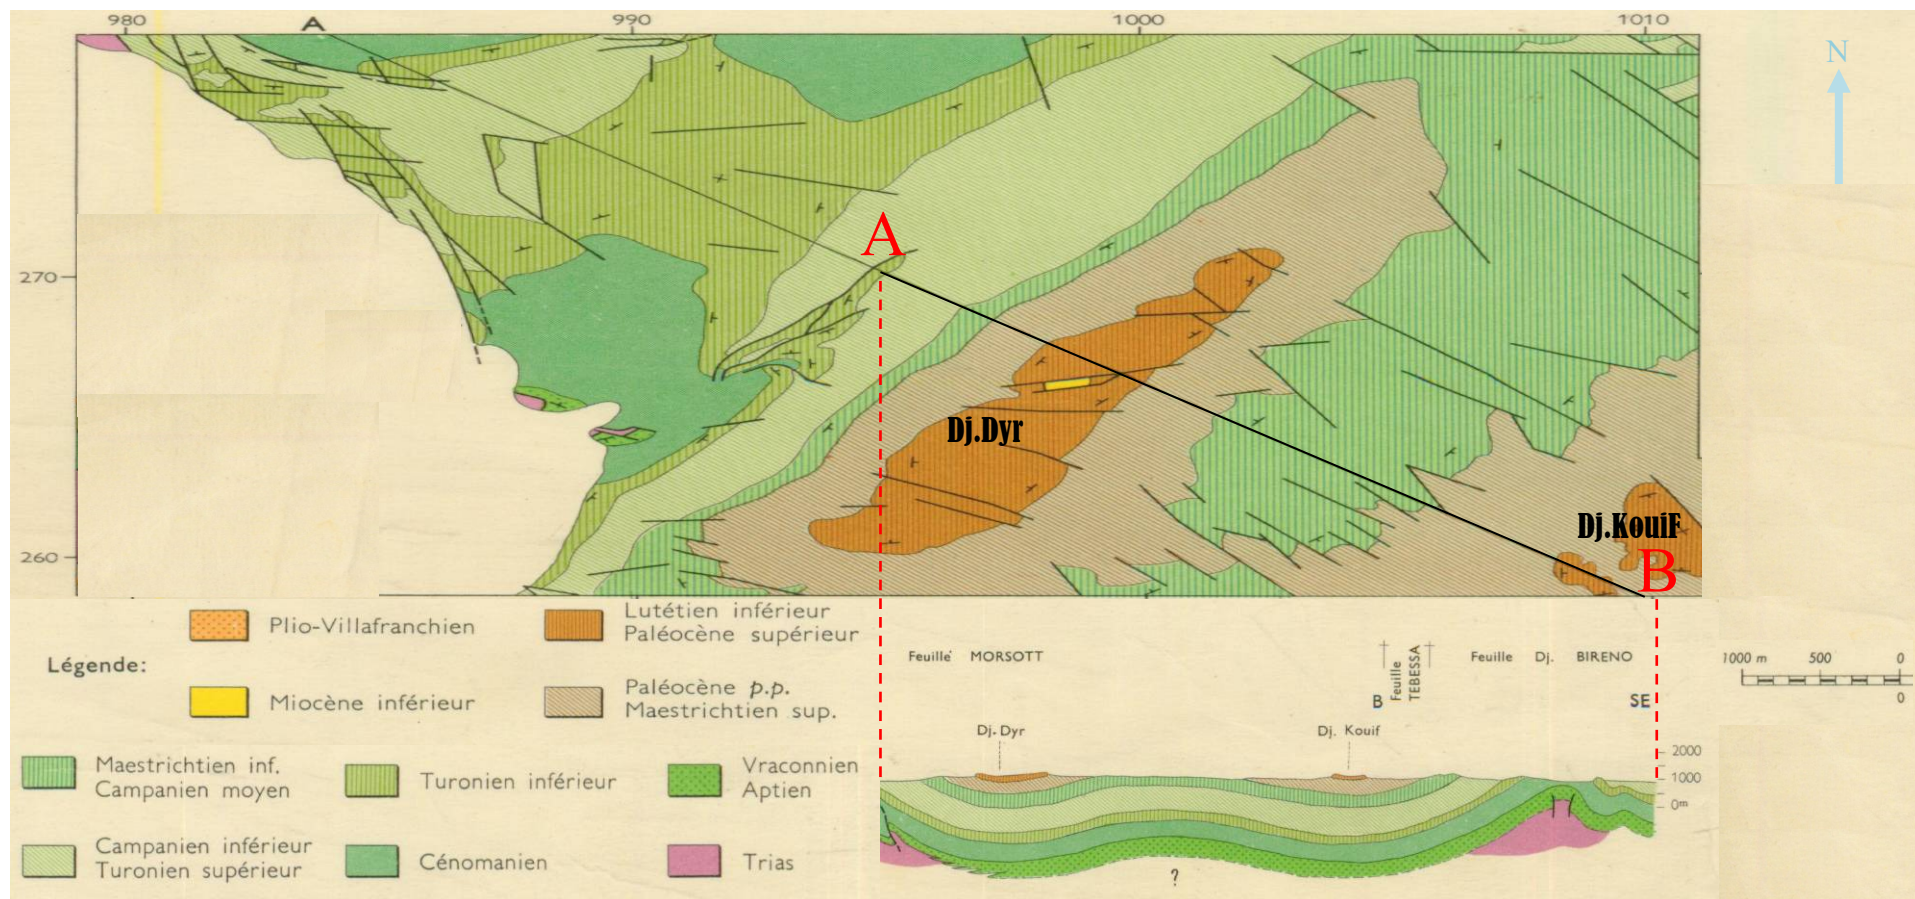 980
A
990
1000
1010
N
A
270
Dj.Dyr
Dj.KouiF
260
B
Légende:
Plio-Villafranchien
Lutétien inférieur
Paléocène supérieur
Miocène inférieur
Paléocène p.p.
Maestrichtien sup.
Maestrichtien inf.
Campanien moyen
Turonien inférieur
Vraconnien
Aptien
Campanien inférieur
Turonien supérieur
Cénomanien
Trias
Feuille MORSOTT
Feuille
TEBESSA
Feuille Dj. BIRENO
1000 m 500 0
0
B
SE
Dj. Dyr
Dj. Kouif
2000
1000
0m
?